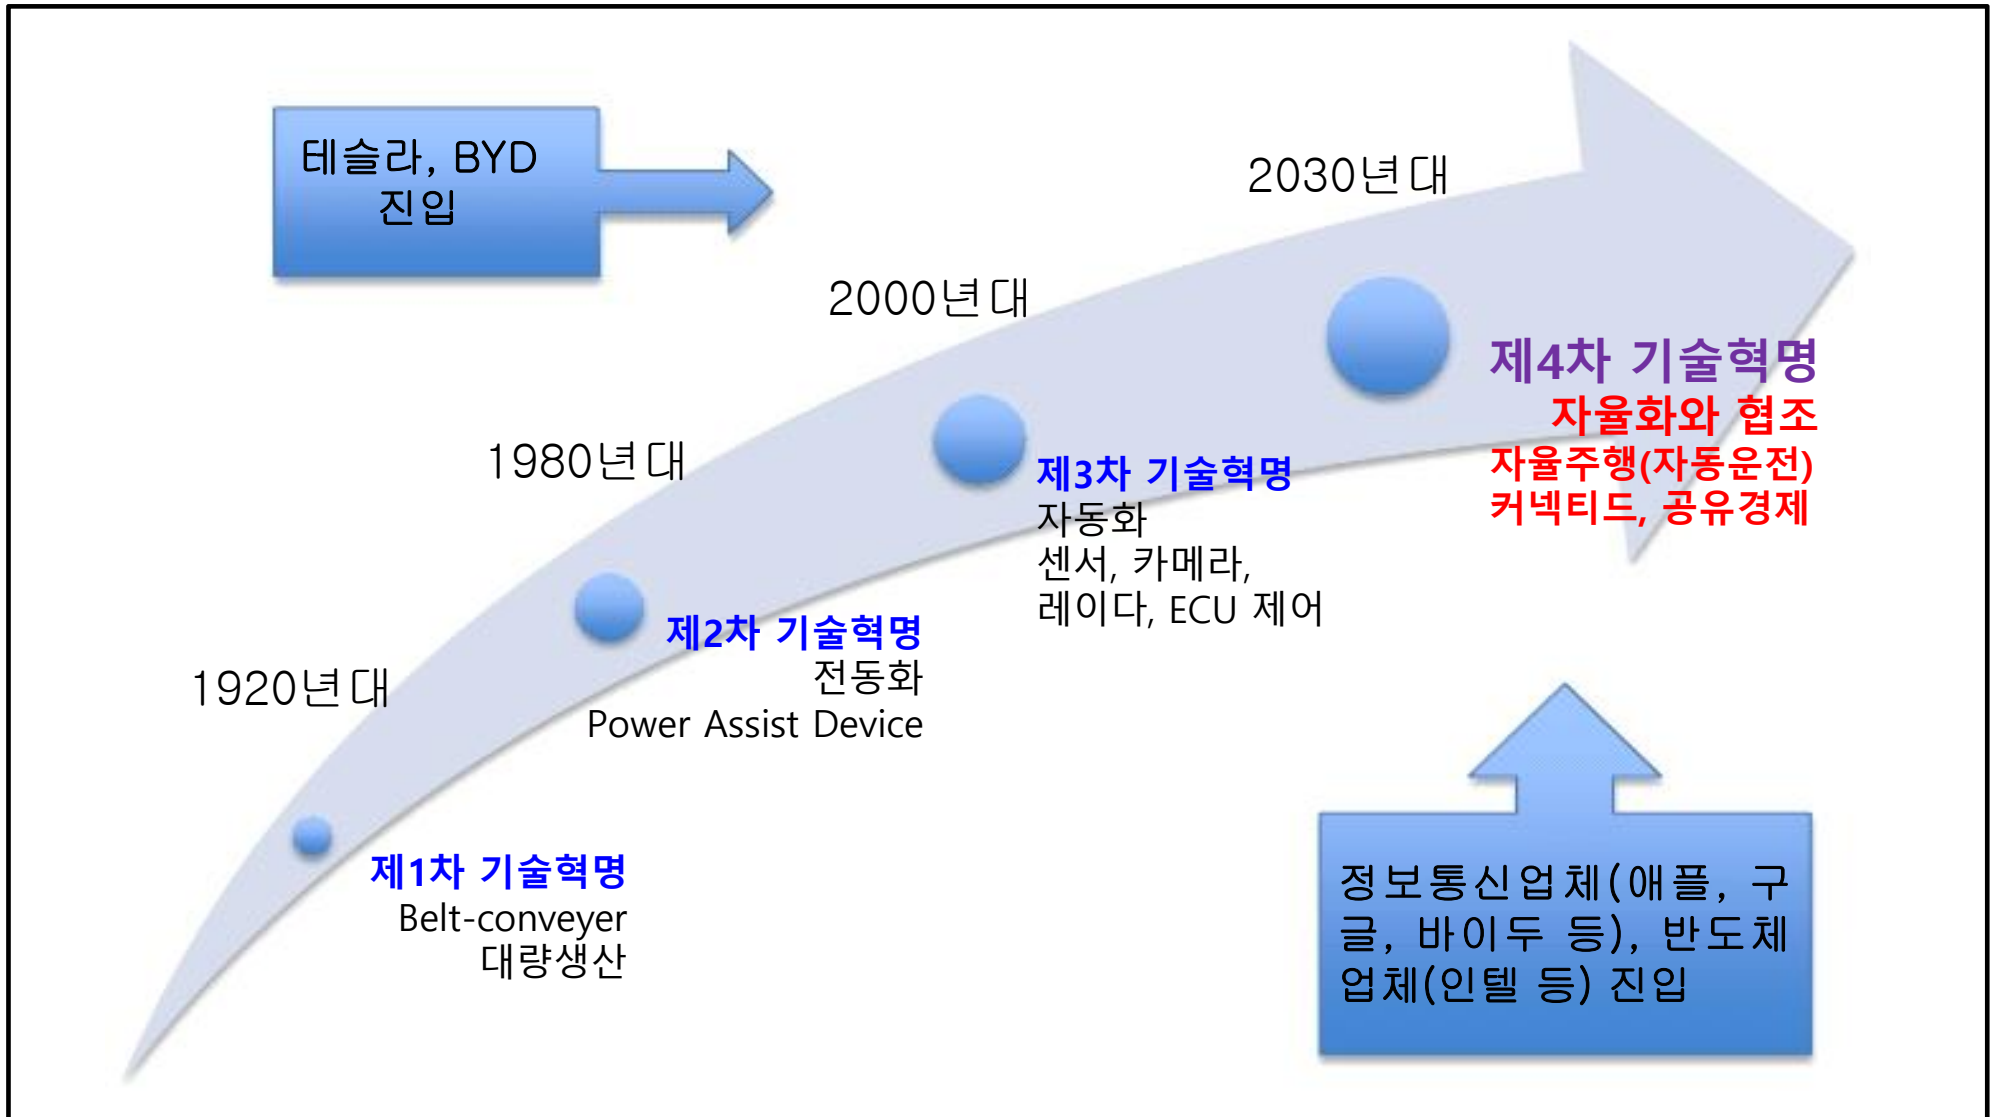 테슬라, BYD
진입
2030년대
2000년대
제4차 기술혁명
자율화와 협조
자율주행(자동운전)
커넥티드, 공유경제
1980년대
제3차 기술혁명
자동화
센서, 카메라,
레이다, ECU 제어
제2차 기술혁명
전동화
Power Assist Device
1920년대
제1차 기술혁명
Belt-conveyer
대량생산
정보통신업체(애플, 구
글, 바이두 등), 반도체
업체(인텔 등) 진입